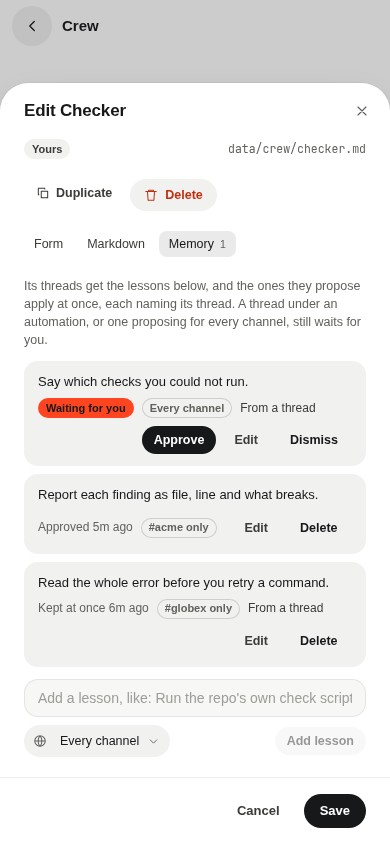 Crew
Edit Checker
Yours
data/crew/checker.md
Duplicate
Delete
Form
Markdown
Memory 1
Its threads get the lessons below, and the ones they propose
apply at once, each naming its thread. A thread under an
automation, or one proposing for every channel, still waits for
you.
Say which checks you could not run.
Waiting for you
Every channel
From a thread
Approve
Edit
Dismiss
Report each finding as file, line and what breaks.
Approved 5m ago
#acme only
Edit
Delete
Read the whole error before you retry a command.
Kept at once 6m ago
#globex only
From a thread
Edit
Delete
Add a lesson, like: Run the repo's own check script
Every channel
Add lesson
Cancel
Save